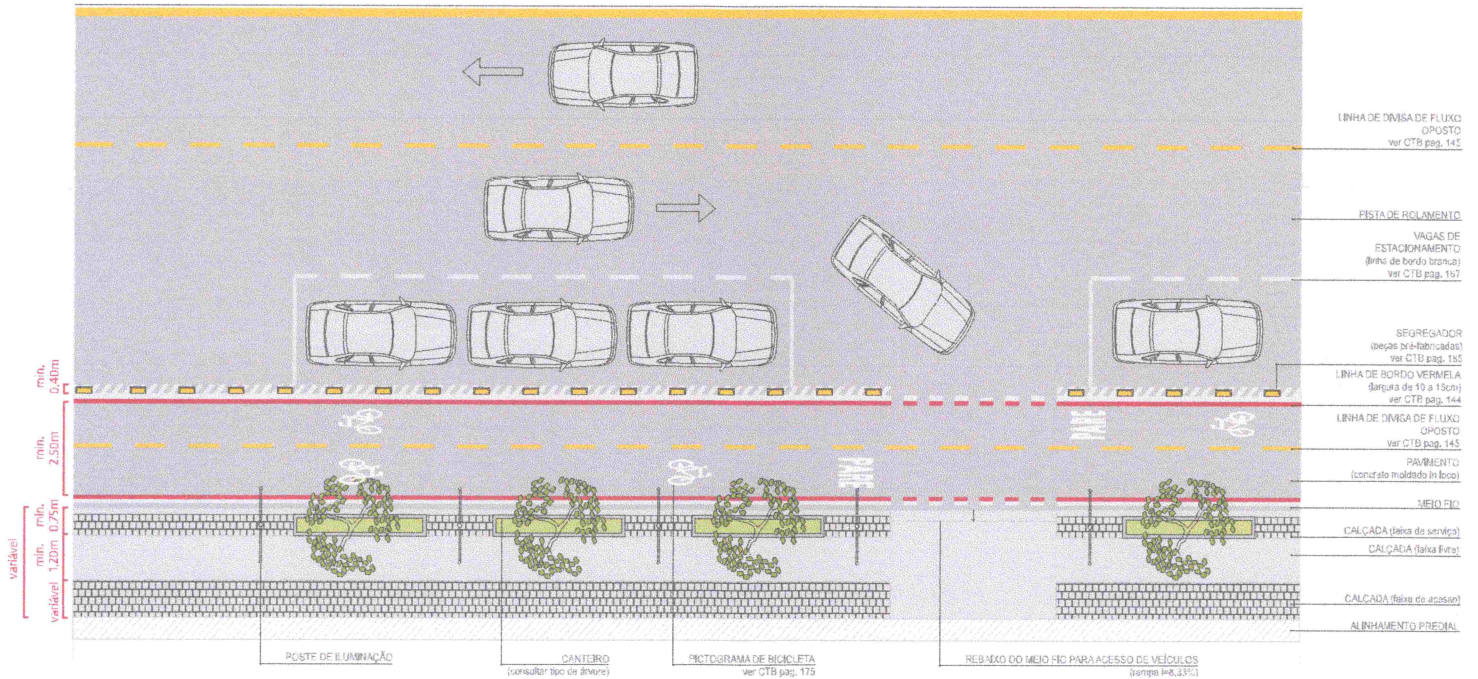 LINHA DE DIVISA DE FLUXO
OPOSTO
ver CTB pag. 145
PISTA DE ROLAMENTO
VAGAS DE
ESTACIONAMENTO
(linha de bordo branca)
ver CTB pag. 167
SEGREGADOR
(peças pré-fabricadas)
ver CTB pag. 185
LINHA DE BORDO VERMELA
(largura de 10 a 15cm)
ver CTB pag. 144
LINHA DE DIVISA DE FLUXO
OPOSTO
ver CTB pag. 145
PAVIMENTO
(concreto moldado in loco)
MEIO FIO
CALÇADA (faixa de serviço)
CALÇADA (faixa livre)
CALÇADA (faixa de acesso)
ALINHAMENTO PREDIAL
min.
0,40m
min.
2,50m
min.
0,75m
min.
1,20m
variável
variável
PARE
PARE
POSTE DE ILUMINAÇÃO
CANTEIRO
(consultar tipo de árvore)
PICTOGRAMA DE BICICLETA
ver CTB pag. 175
REBAIXO DO MEIO FIO PARA ACESSO DE VEÍCULOS
(rampa i=8,33%)